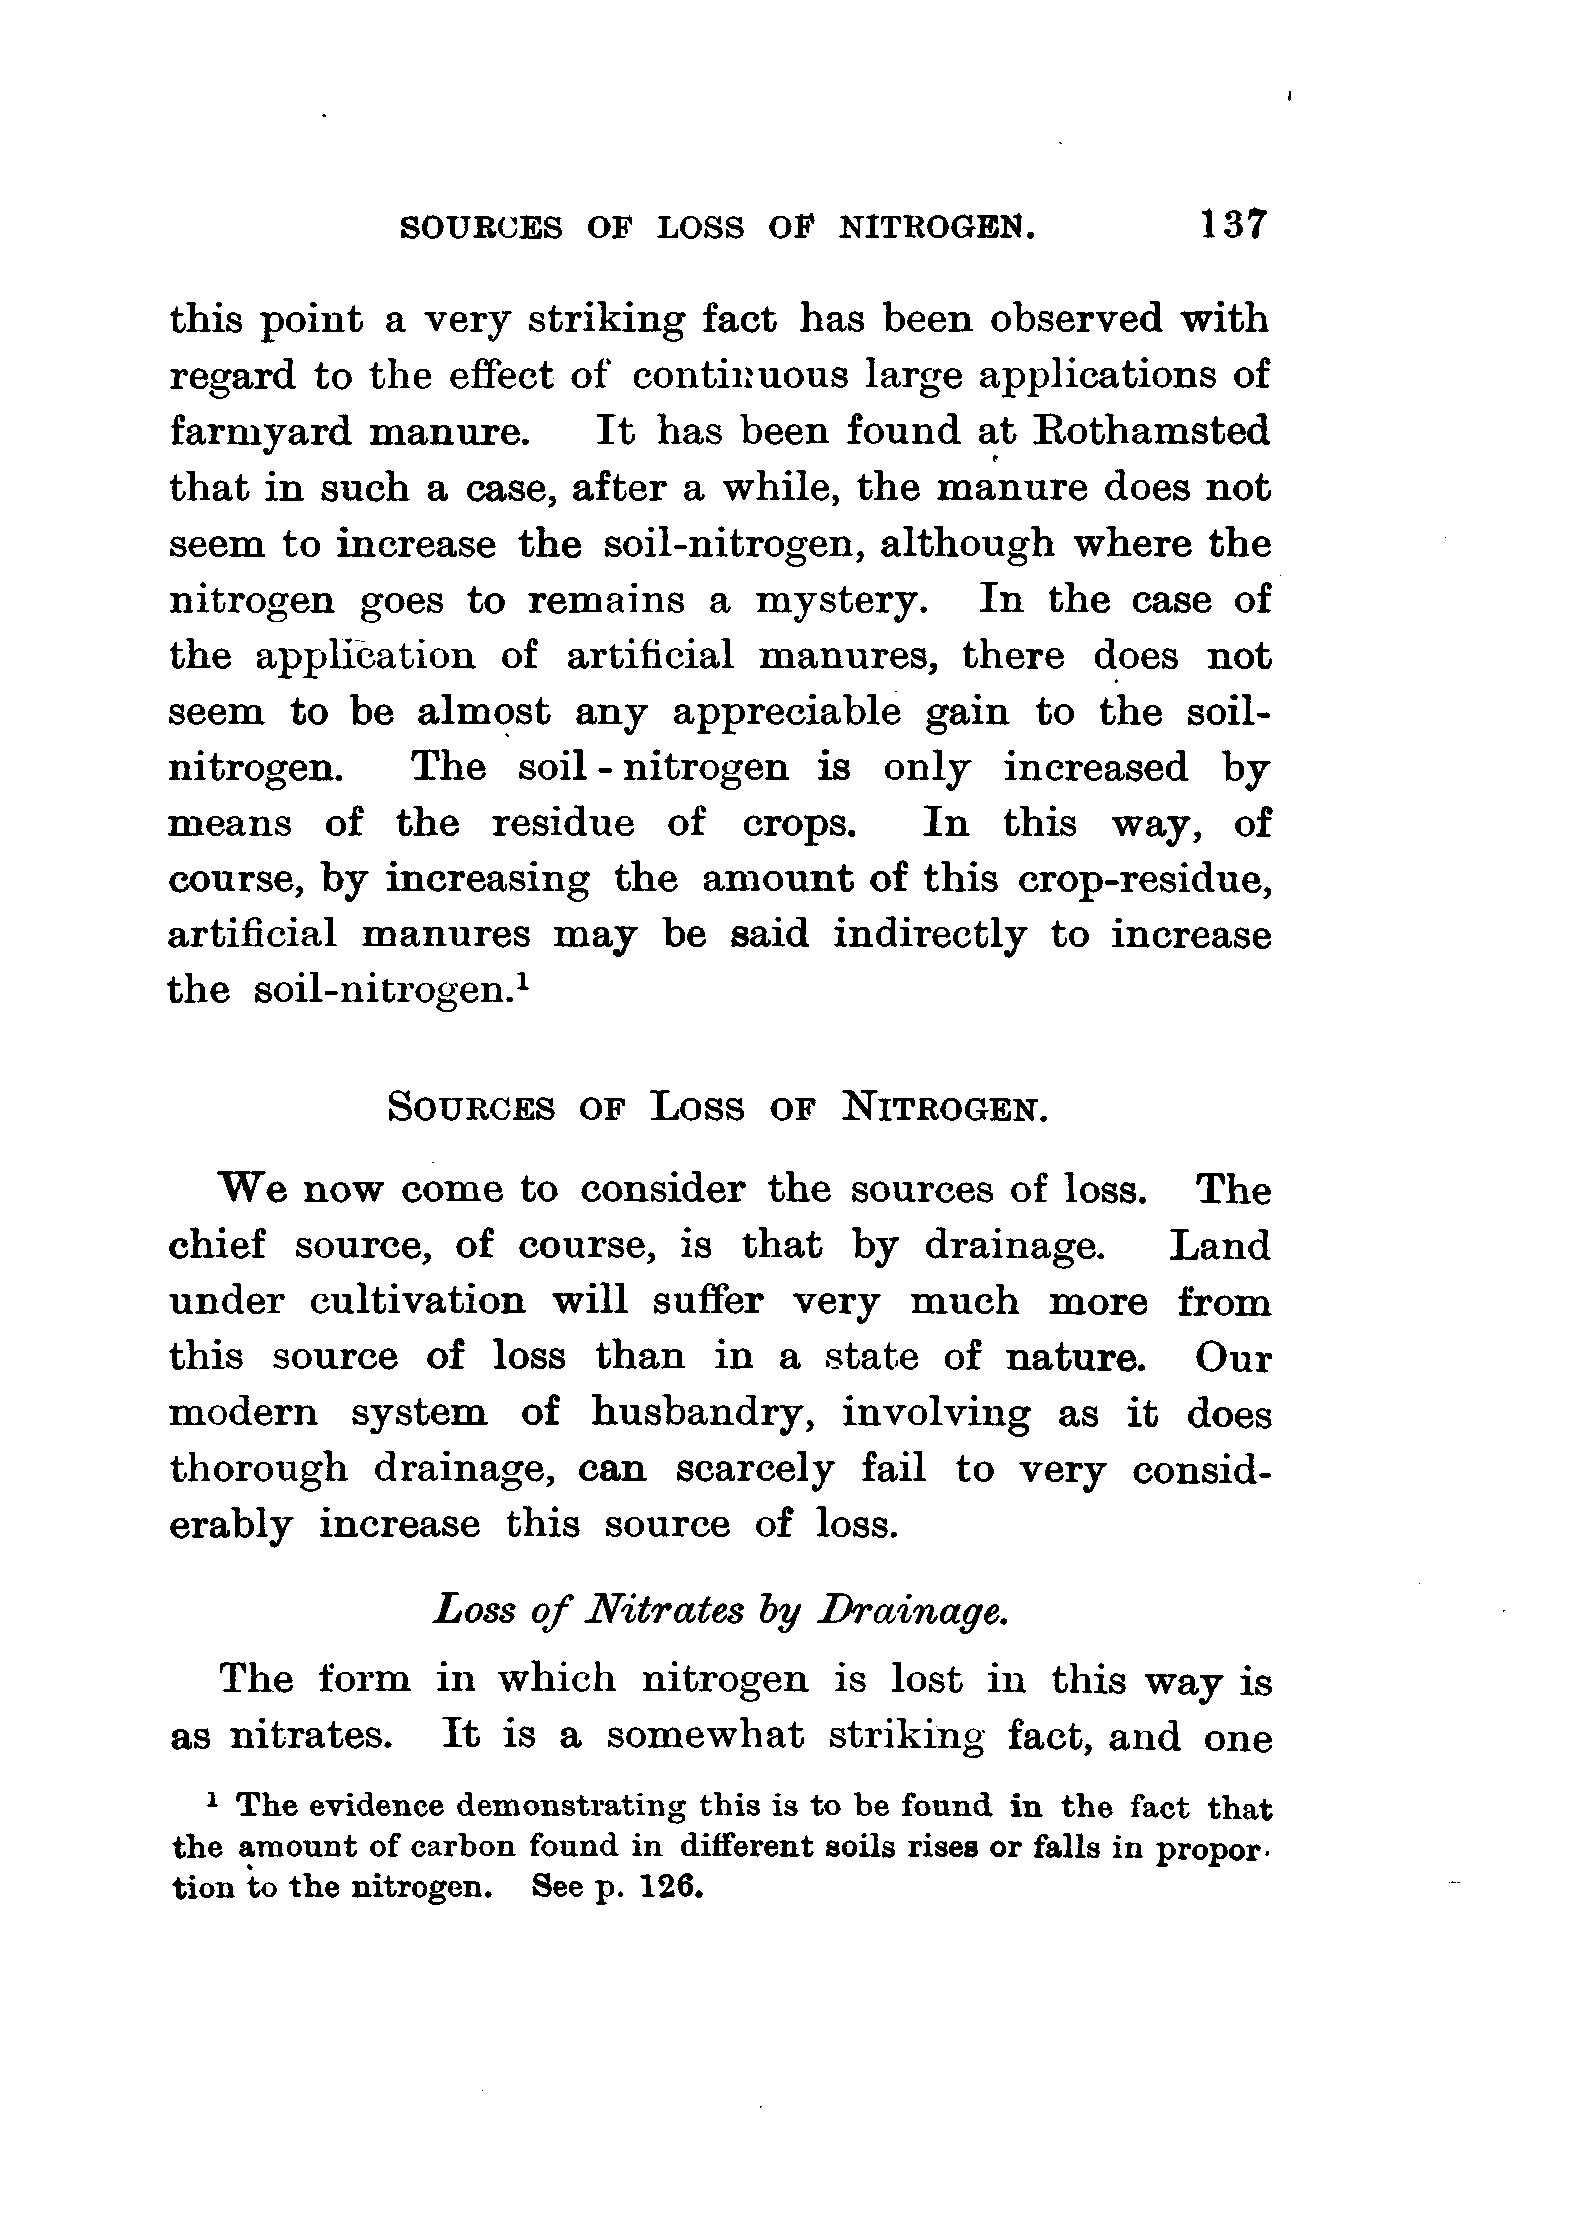 SOURCES OF LOSS OF NITROGEN. 137
this point a very striking fact has been observed with
regard to the effect of continuous large applications of
farmyard manure. It has been found at Rothamsted
that in such a case, after a while, the manure does not
seem to increase the soil-nitrogen, although where the
nitrogen goes to remains a mystery. In the case of
the application of artificial manures, there does not
seem to be almost any appreciable gain to the soil-
nitrogen. The soil-nitrogen is only increased by
means of the residue of crops. In this way, of
course, by increasing the amount of this crop-residue,
artificial manures may be said indirectly to increase
the soil-nitrogen.¹
SOURCES OF LOSS OF NITROGEN.
We now come to consider the sources of loss. The
chief source, of course, is that by drainage. Land
under cultivation will suffer very much more from
this source of loss than in a state of nature. Our
modern system of husbandry, involving as it does
thorough drainage, can scarcely fail to very consid-
erably increase this source of loss.
Loss of Nitrates by Drainage.
The form in which nitrogen is lost in this way is
as nitrates. It is a somewhat striking fact, and one
¹ The evidence demonstrating this is to be found in the fact that
the amount of carbon found in different soils rises or falls in propor-
tion to the nitrogen. See p. 126.